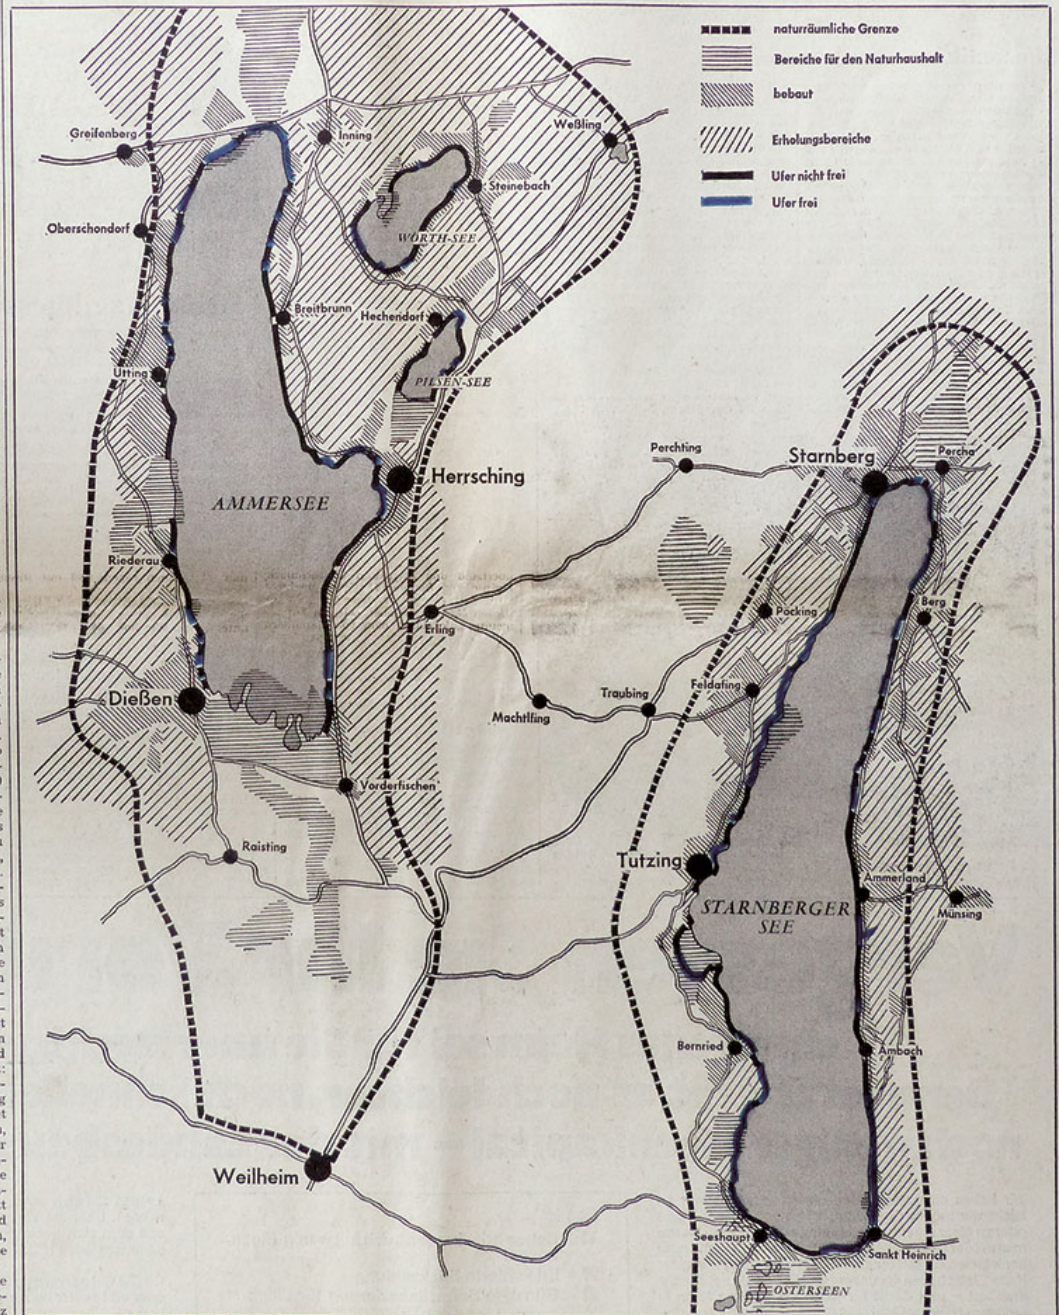 naturräumliche Grenze
Bereiche für den Naturhaushalt
bebaut
Erholungsbereiche
Ufer nicht frei
Ufer frei
Greifenberg
Inning
Weßling
Steinebach
Oberschondorf
WÖRTH-SEE
Breitbrunn
Hechendorf
Utting
PILSEN-SEE
Perchting
Starnberg
Percha
Herrsching
AMMERSEE
Riederau
Erling
Pöcking
Berg
Dießen
Machtlfing
Traubing
Feldafing
Vorderfischen
Raisting
Tutzing
Ammerland
STARNBERGER
SEE
Münsing
Bernried
Ambach
Weilheim
Seeshaupt
Sankt Heinrich
OSTERSEEN